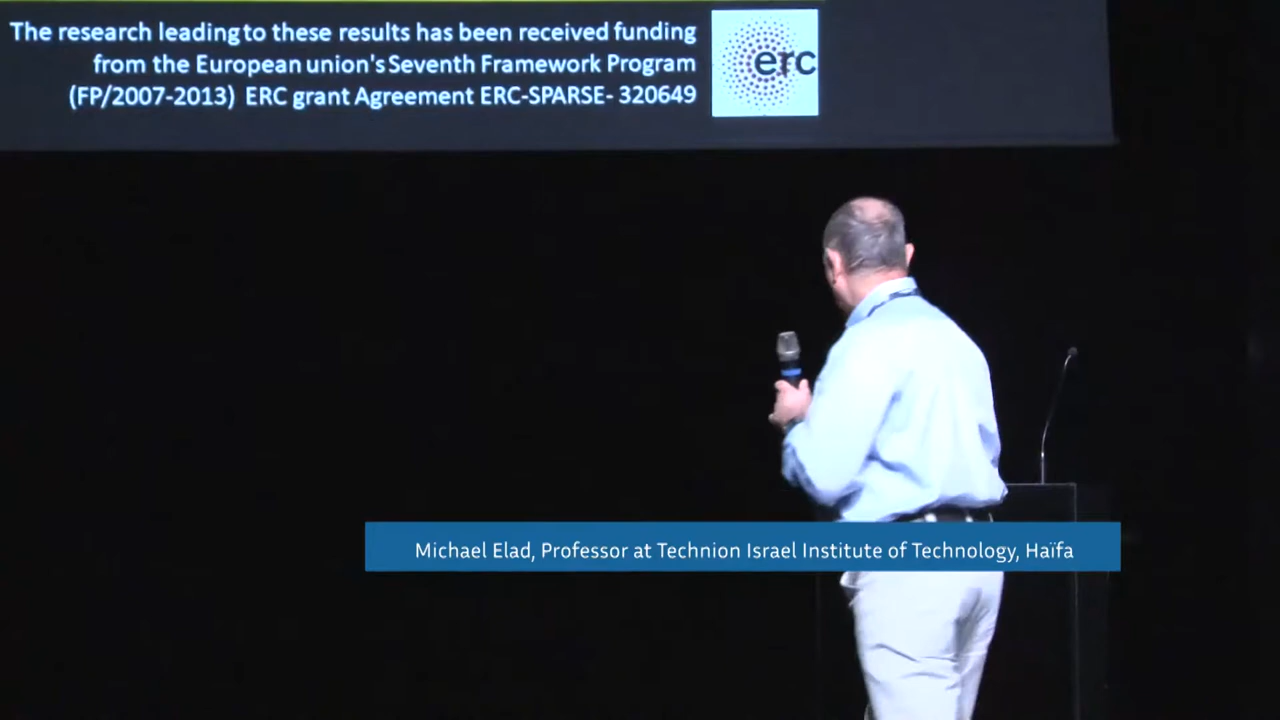 The research leading to these results has been received funding
from the European union's Seventh Framework Program
(FP/2007-2013) ERC grant Agreement ERC-SPARSE- 320649
erc
Michael Elad, Professor at Technion Israel Institute of Technology, Haïfa